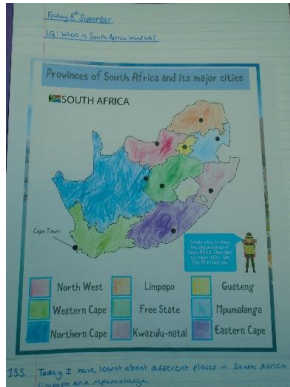 Friday 8th September
LQ: Where is South Africa located?
Provinces of South Africa and its major cities
SOUTH AFRICA
Cape Town
North West
Limpopo
Guateng
Western Cape
Free State
Mpumalanga
Northern Cape
Kwazulu-natal
Eastern Cape
Today I have learnt about different places in South Africa
Limpopo and Mpumalanga.